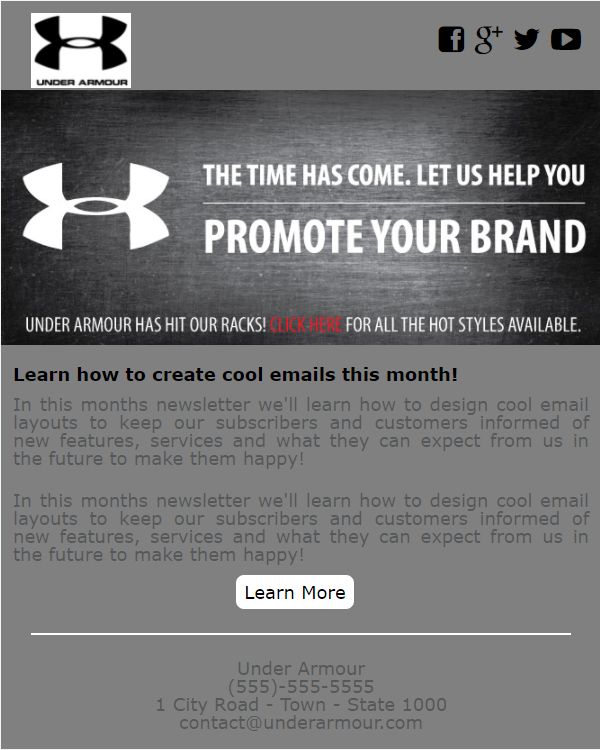 UNDER ARMOUR
THE TIME HAS COME. LET US HELP YOU
PROMOTE YOUR BRAND
UNDER ARMOUR HAS HIT OUR RACKS! CLICK HERE FOR ALL THE HOT STYLES AVAILABLE.
Learn how to create cool emails this month!
In this months newsletter we'll learn how to design cool email
layouts to keep our subscribers and customers informed of
new features, services and what they can expect from us in
the future to make them happy!
In this months newsletter we'll learn how to design cool email
layouts to keep our subscribers and customers informed of
new features, services and what they can expect from us in
the future to make them happy!
Learn More
Under Armour
(555)-555-5555
1 City Road - Town - State 1000
contact@underarmour.com